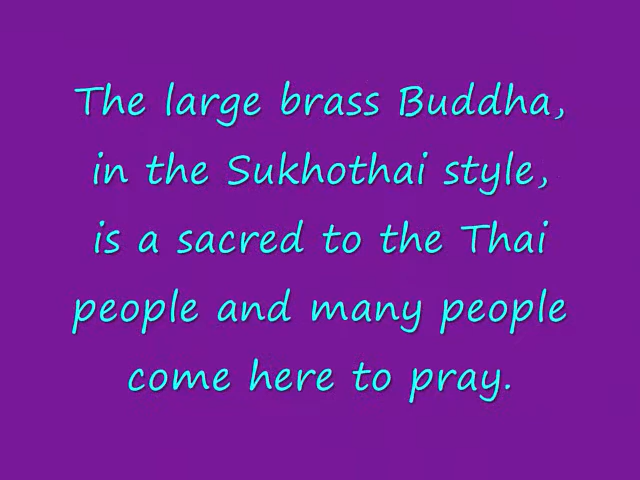 The large brass Buddha,
in the Sukhothai style,
is a sacred to the Thai
people and many people
come here to pray.